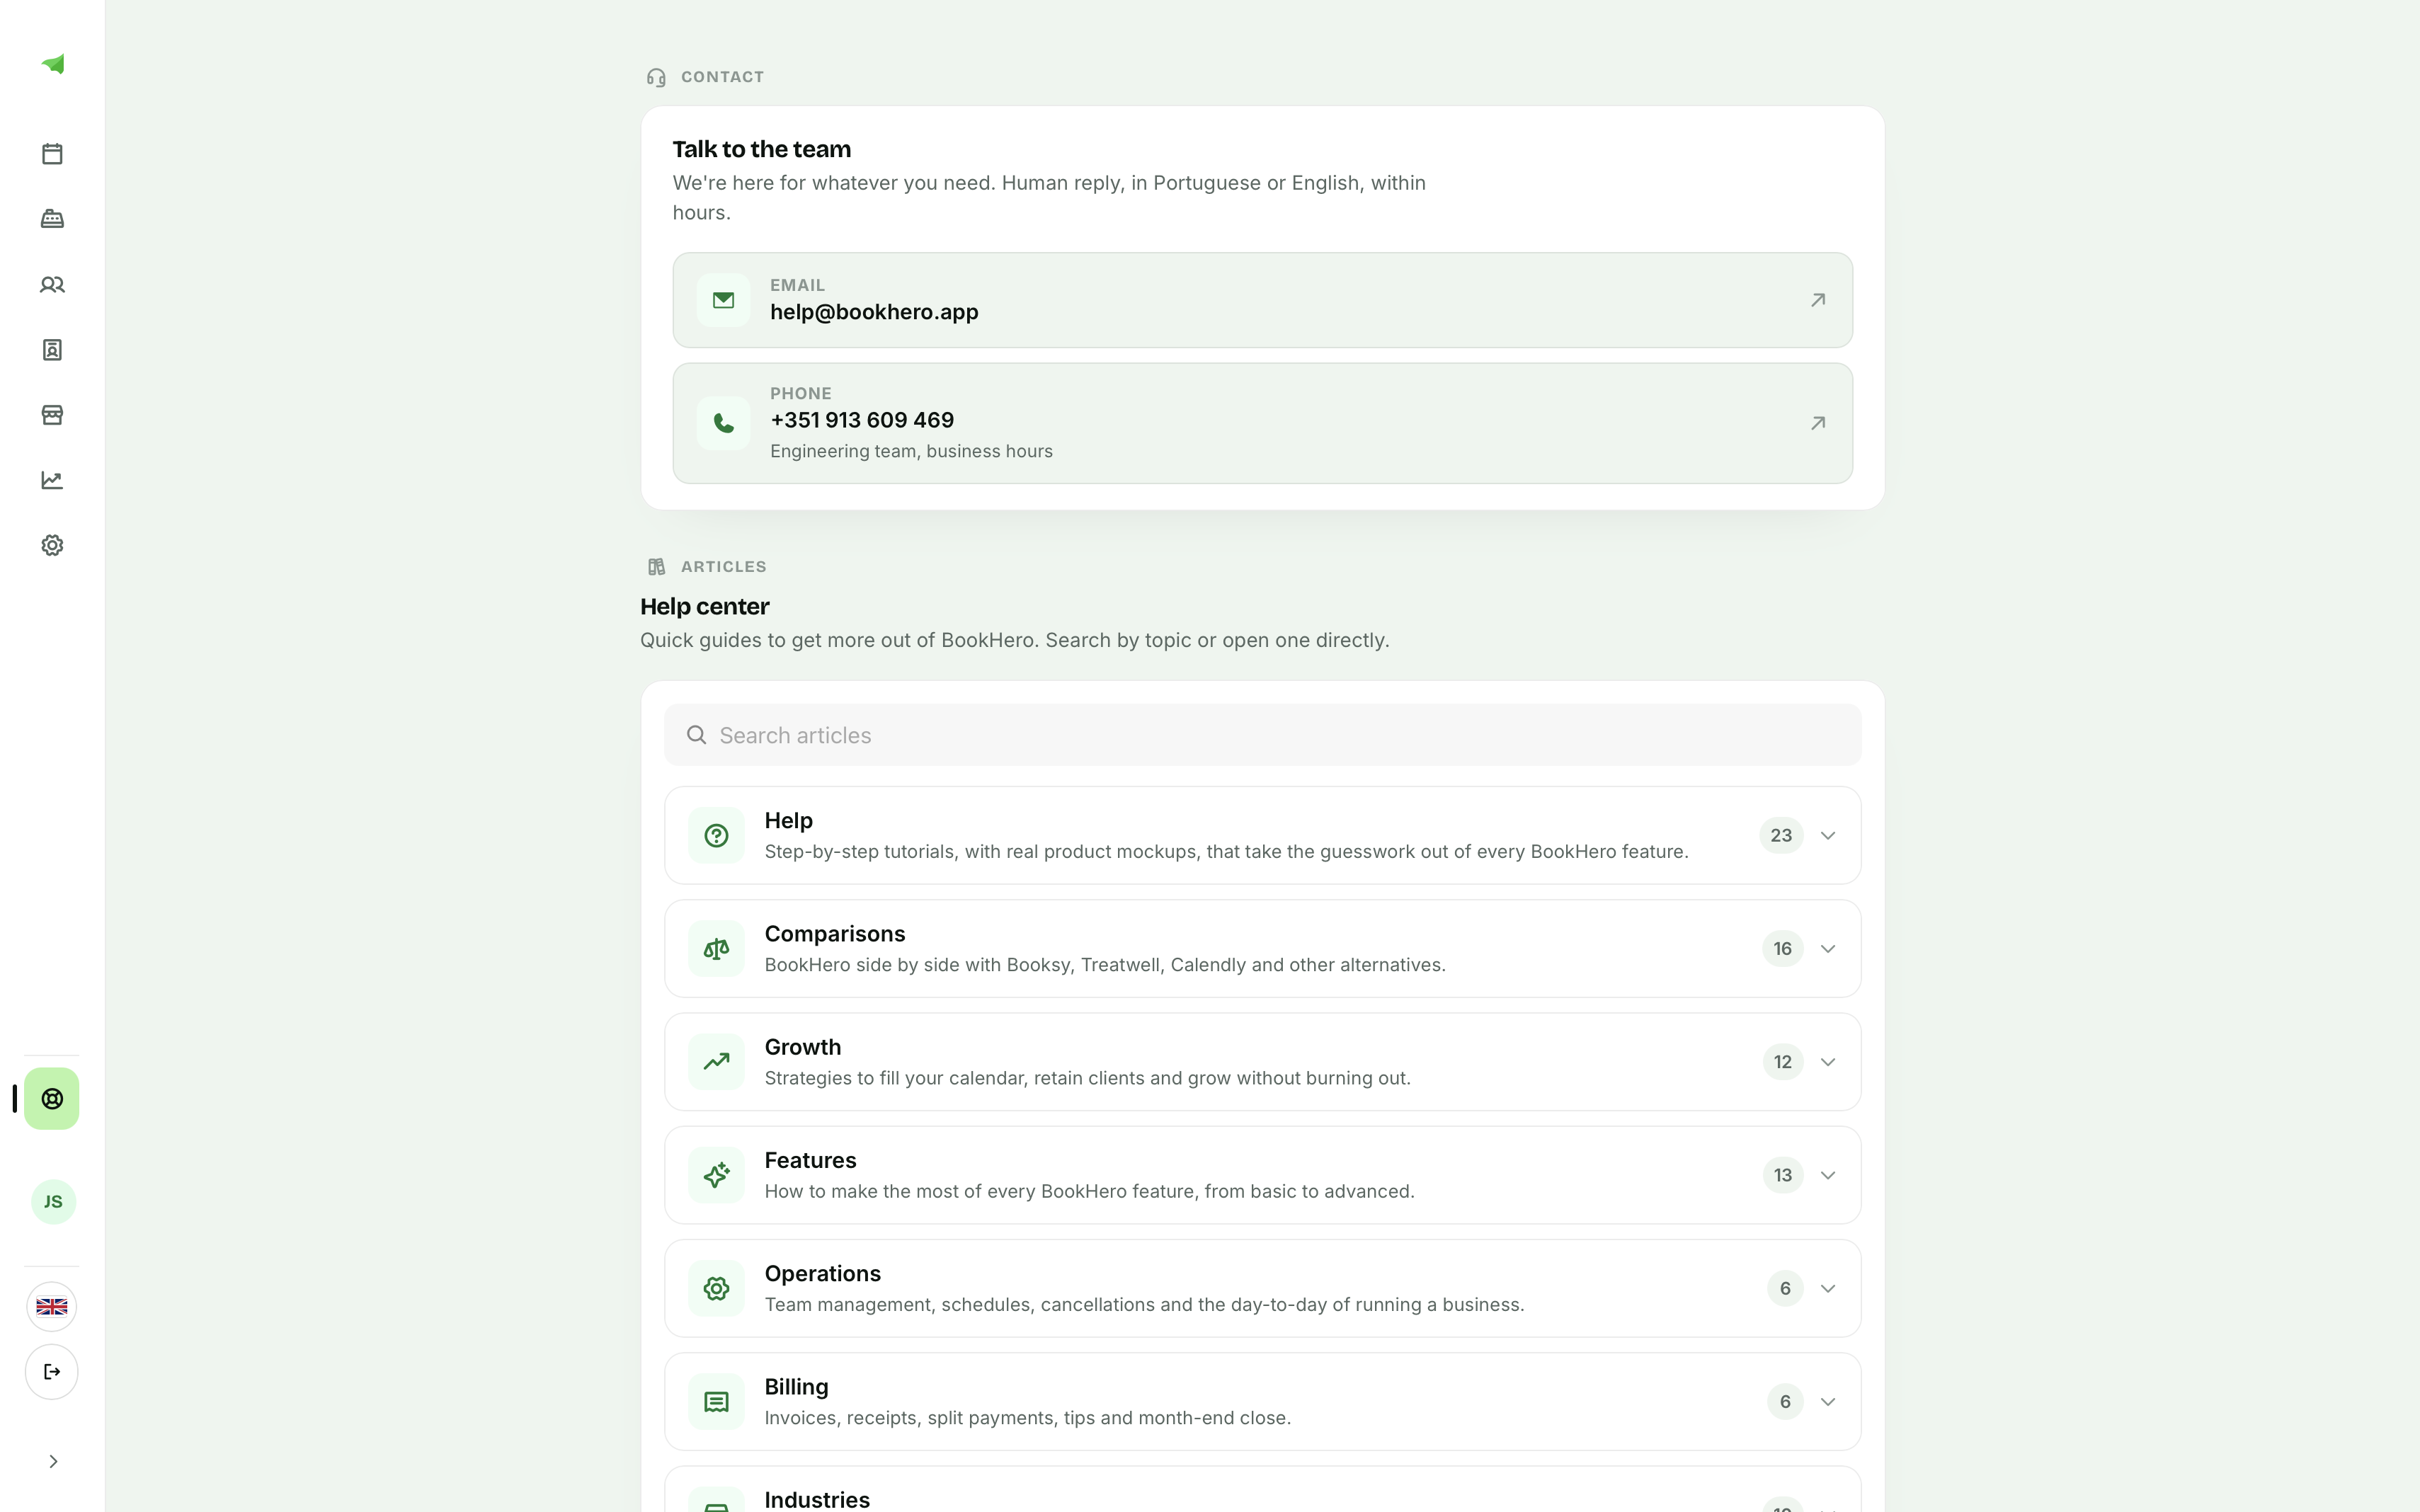 CONTACT
Talk to the team
We're here for whatever you need. Human reply, in Portuguese or English, within
hours.
EMAIL
help@bookhero.app
PHONE
+351 913 609 469
Engineering team, business hours
ARTICLES
Help center
Quick guides to get more out of BookHero. Search by topic or open one directly.
Search articles
Help
23
Step-by-step tutorials, with real product mockups, that take the guesswork out of every BookHero feature.
Comparisons
16
BookHero side by side with Booksy, Treatwell, Calendly and other alternatives.
Growth
12
Strategies to fill your calendar, retain clients and grow without burning out.
Features
13
How to make the most of every BookHero feature, from basic to advanced.
Operations
6
Team management, schedules, cancellations and the day-to-day of running a business.
Billing
6
Invoices, receipts, split payments, tips and month-end close.
Industries
JS